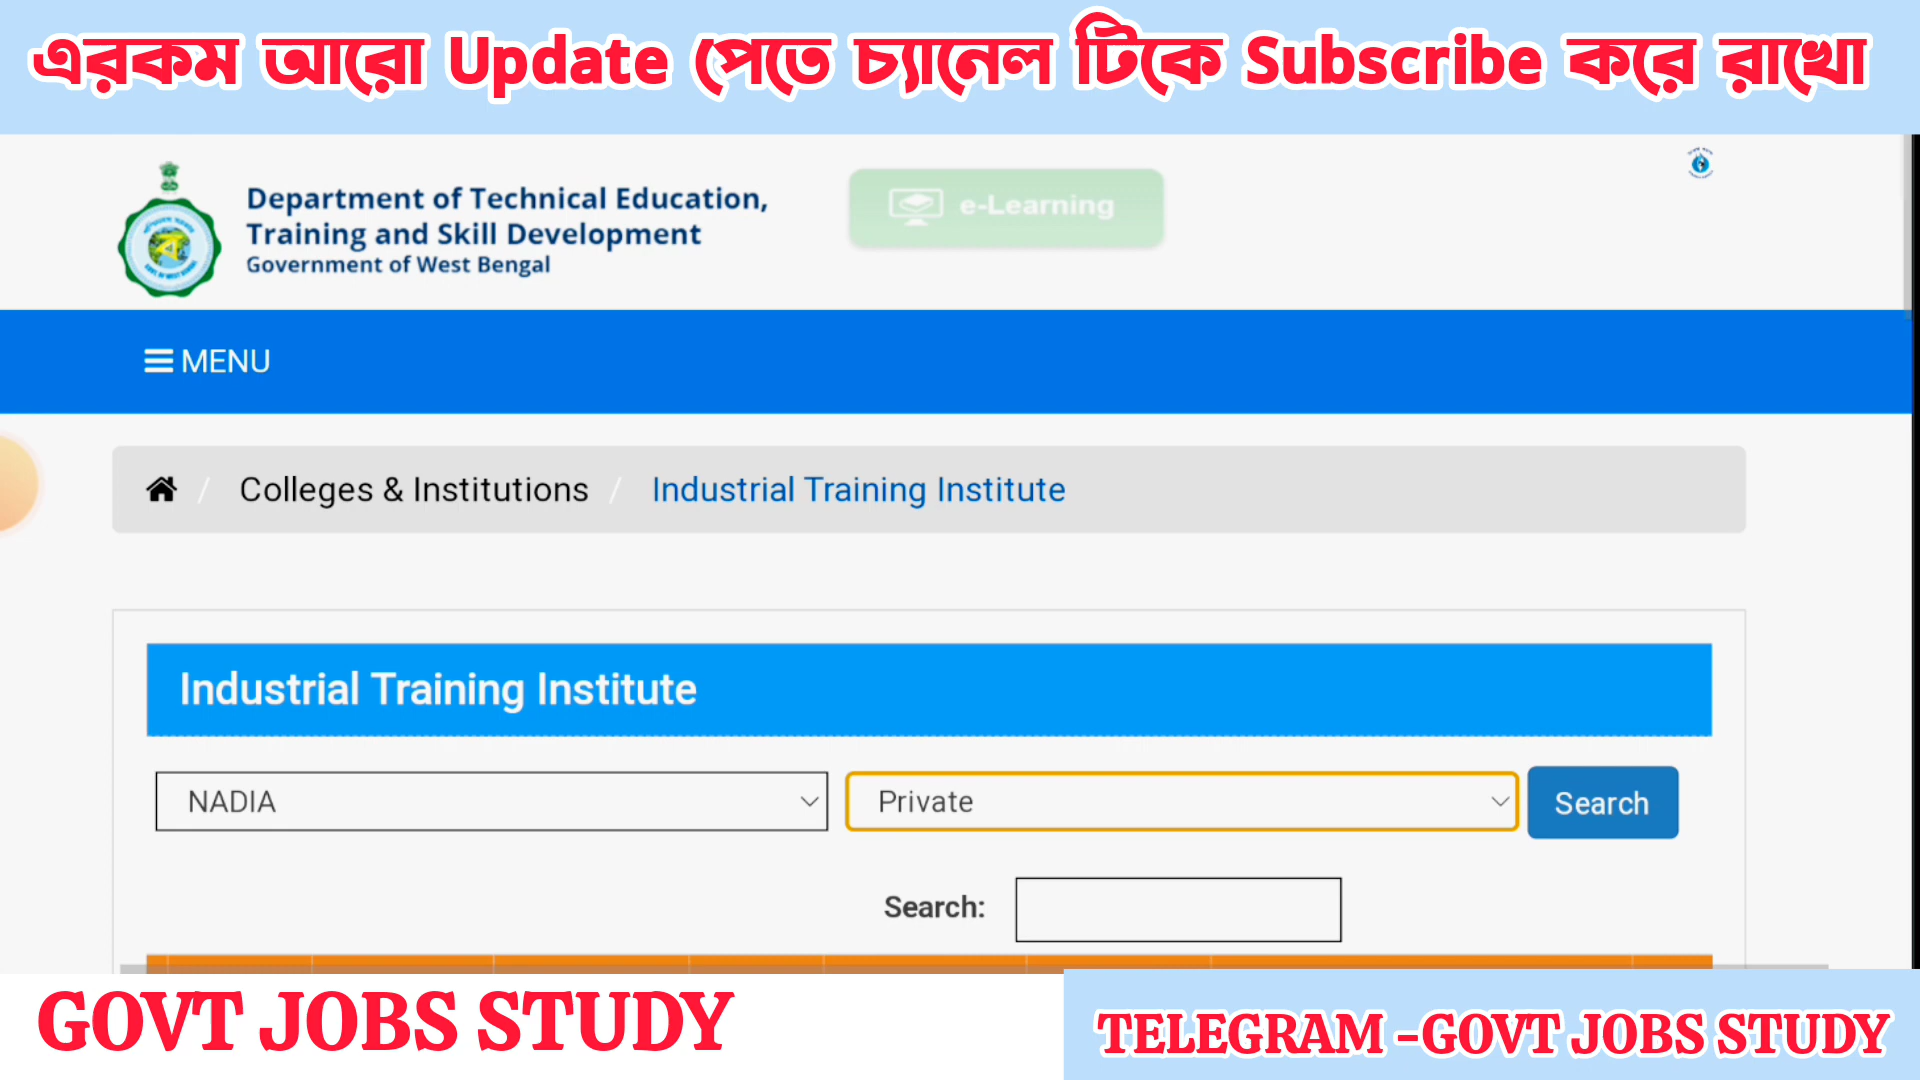 এরকম আরো Update পেতে চ্যানেল টিকে Subscribe করে রাখো
Department of Technical Education,
Training and Skill Development
Government of West Bengal
e-Learning
MENU
Colleges & Institutions / Industrial Training Institute
Industrial Training Institute
NADIA
Private
Search
Search:
GOVT JOBS STUDY
TELEGRAM -GOVT JOBS STUDY